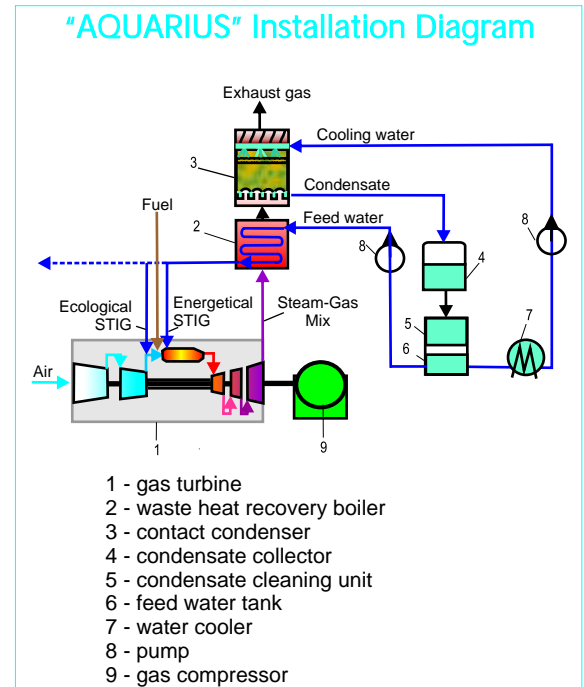 "AQUARIUS" Installation Diagram
Exhaust gas
Cooling water
3
Condensate
Fuel
2
Feed water
8
8
4
Ecological
STIG
Energetical
STIG
Steam-Gas
Mix
5
7
6
Air
1
9
1 - gas turbine
2 - waste heat recovery boiler
3 - contact condenser
4 - condensate collector
5 - condensate cleaning unit
6 - feed water tank
7 - water cooler
8 - pump
9 - gas compressor